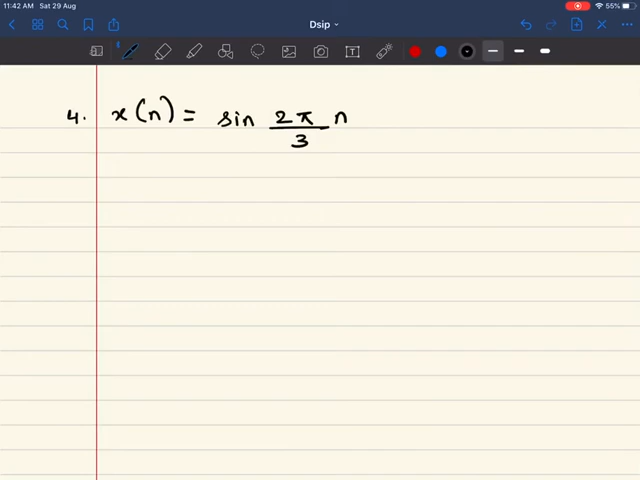 11:42 AM Sat 29 Aug 55%
Dsip
4. x(n) = sin 2π/3 n